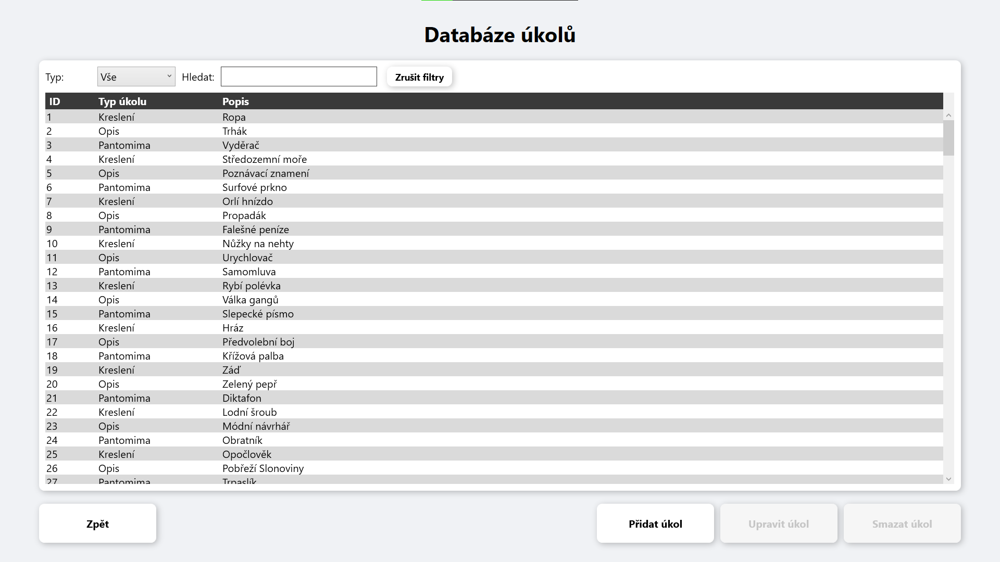 Databáze úkolů
Typ: Vše Hledat: Zrušit filtry
ID Typ úkolu Popis
1 Kreslení Ropa
2 Opis Trhák
3 Pantomima Vyděrač
4 Kreslení Středozemní moře
5 Opis Poznávací znamení
6 Pantomima Surfové prkno
7 Kreslení Orlí hnízdo
8 Opis Propadák
9 Pantomima Falešné peníze
10 Kreslení Nůžky na nehty
11 Opis Urychlovač
12 Pantomima Samomluva
13 Kreslení Rybí polévka
14 Opis Válka gangů
15 Pantomima Slepecké písmo
16 Kreslení Hráz
17 Opis Předvolební boj
18 Pantomima Křížová palba
19 Kreslení Záď
20 Opis Zelený pepř
21 Pantomima Diktafon
22 Kreslení Lodní šroub
23 Opis Módní návrhář
24 Pantomima Obratník
25 Kreslení Opočlověk
26 Opis Pobřeží Slonoviny
27 Pantomima Trpaslík
Zpět Přidat úkol Upravit úkol Smazat úkol